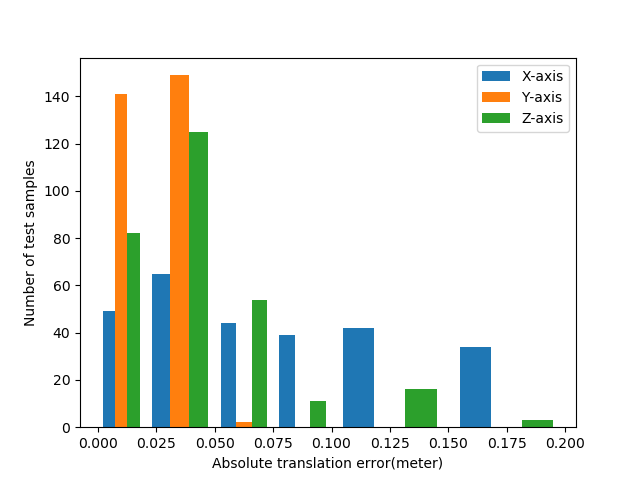 X-axis
Y-axis
Z-axis
140
120
100
80
60
40
20
0
Number of test samples
0.000 0.025 0.050 0.075 0.100 0.125 0.150 0.175 0.200
Absolute translation error(meter)